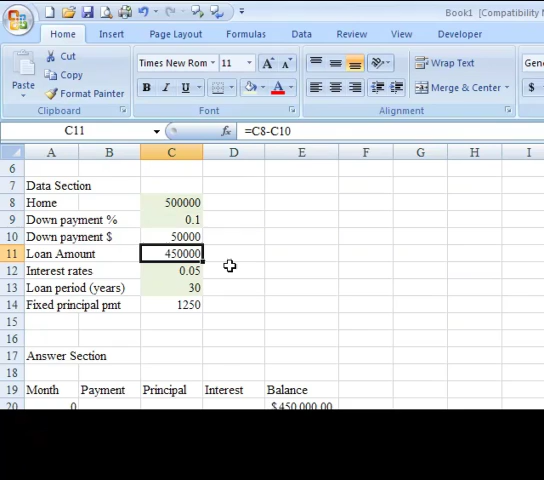 Book1 [Compatibility
Home Insert Page Layout Formulas Data Review View Developer
Cut
Copy
Format Painter
Paste
Clipboard
Times New Rom 11 A A
B I U A
Font
Wrap Text
Merge & Center
Alignment
Gene
$
C11 fx =C8-C10
A B C D E F G H I
6
7 Data Section
8 Home 500000
9 Down payment % 0.1
10 Down payment $ 50000
11 Loan Amount 450000
12 Interest rates 0.05
13 Loan period (years) 30
14 Fixed principal pmt 1250
15
16
17 Answer Section
18
19 Month Payment Principal Interest Balance
20 0 $450,000.00